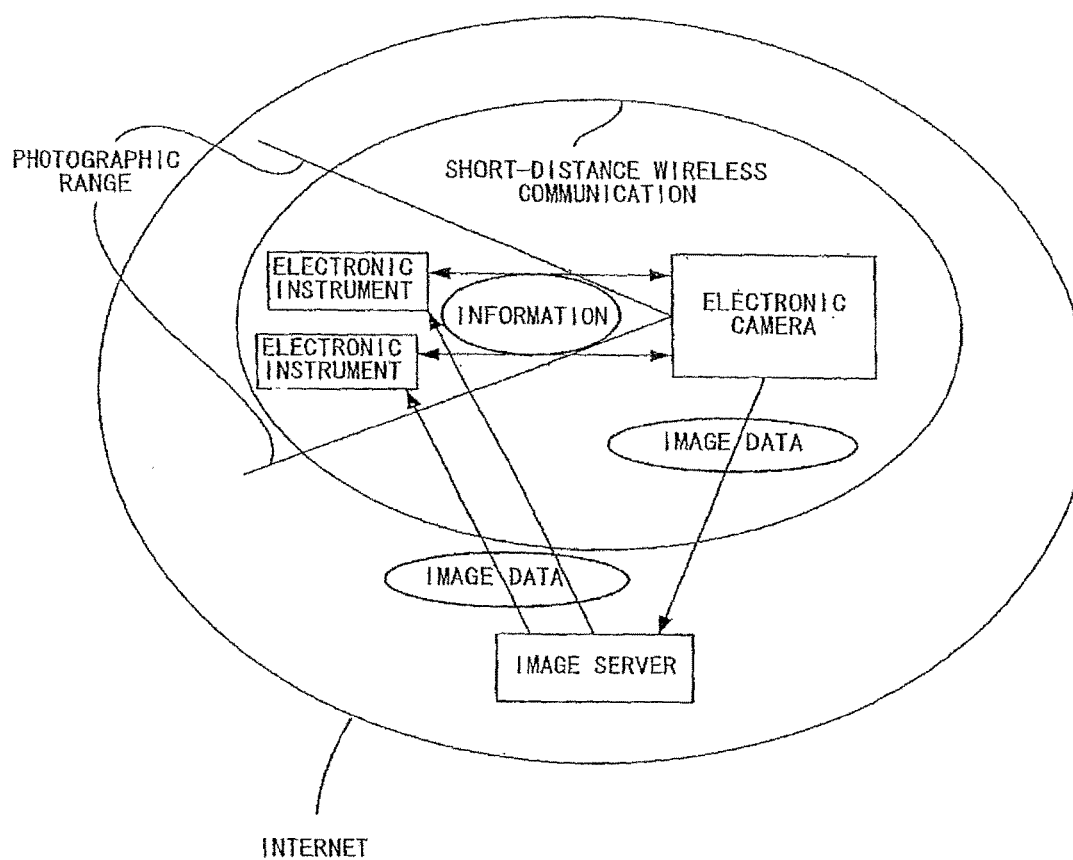 PHOTOGRAPHIC
RANGE
SHORT-DISTANCE WIRELESS
COMMUNICATION
ELECTRONIC
INSTRUMENT
INFORMATION
ELECTRONIC
CAMERA
ELECTRONIC
INSTRUMENT
IMAGE DATA
IMAGE DATA
IMAGE SERVER
INTERNET